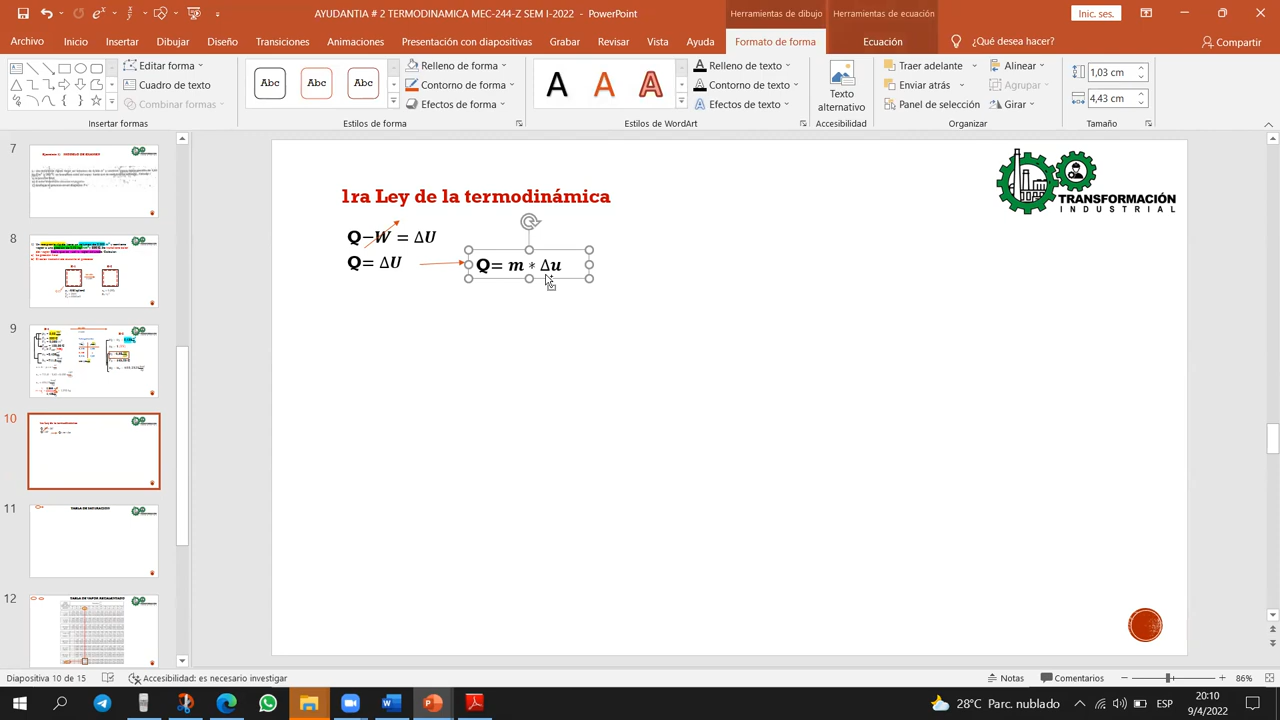 AYUDANTIA # 2 TERMODINAMICA MEC-244-Z SEM I-2022 - PowerPoint
Herramientas de dibujo
Herramientas de ecuación
Inic. ses.
Archivo
Inicio
Insertar
Dibujar
Diseño
Transiciones
Animaciones
Presentación con diapositivas
Grabar
Revisar
Vista
Ayuda
Formato de forma
Ecuación
¿Qué desea hacer?
Compartir
Editar forma
Cuadro de texto
Combinar formas
Insertar formas
Abc
Abc
Abc
Relleno de forma
Contorno de forma
Efectos de forma
Estilos de forma
A
A
A
Relleno de texto
Contorno de texto
Efectos de texto
Estilos de WordArt
Texto
alternativo
Accesibilidad
Traer adelante
Enviar atrás
Panel de selección
Alinear
Agrupar
Girar
Organizar
1,03 cm
4,43 cm
Tamaño
7
9
10
11
TABLA DE SATURACION
12
1ra Ley de la termodinámica
Q−W = ΔU
Q= ΔU
Q= m ∗ Δu
TRANSFORMACIÓN
INDUSTRIAL
Diapositiva 10 de 15
Accesibilidad: es necesario investigar
Notas
Comentarios
86%
28°C Parc. nublado
ESP
20:10
9/4/2022